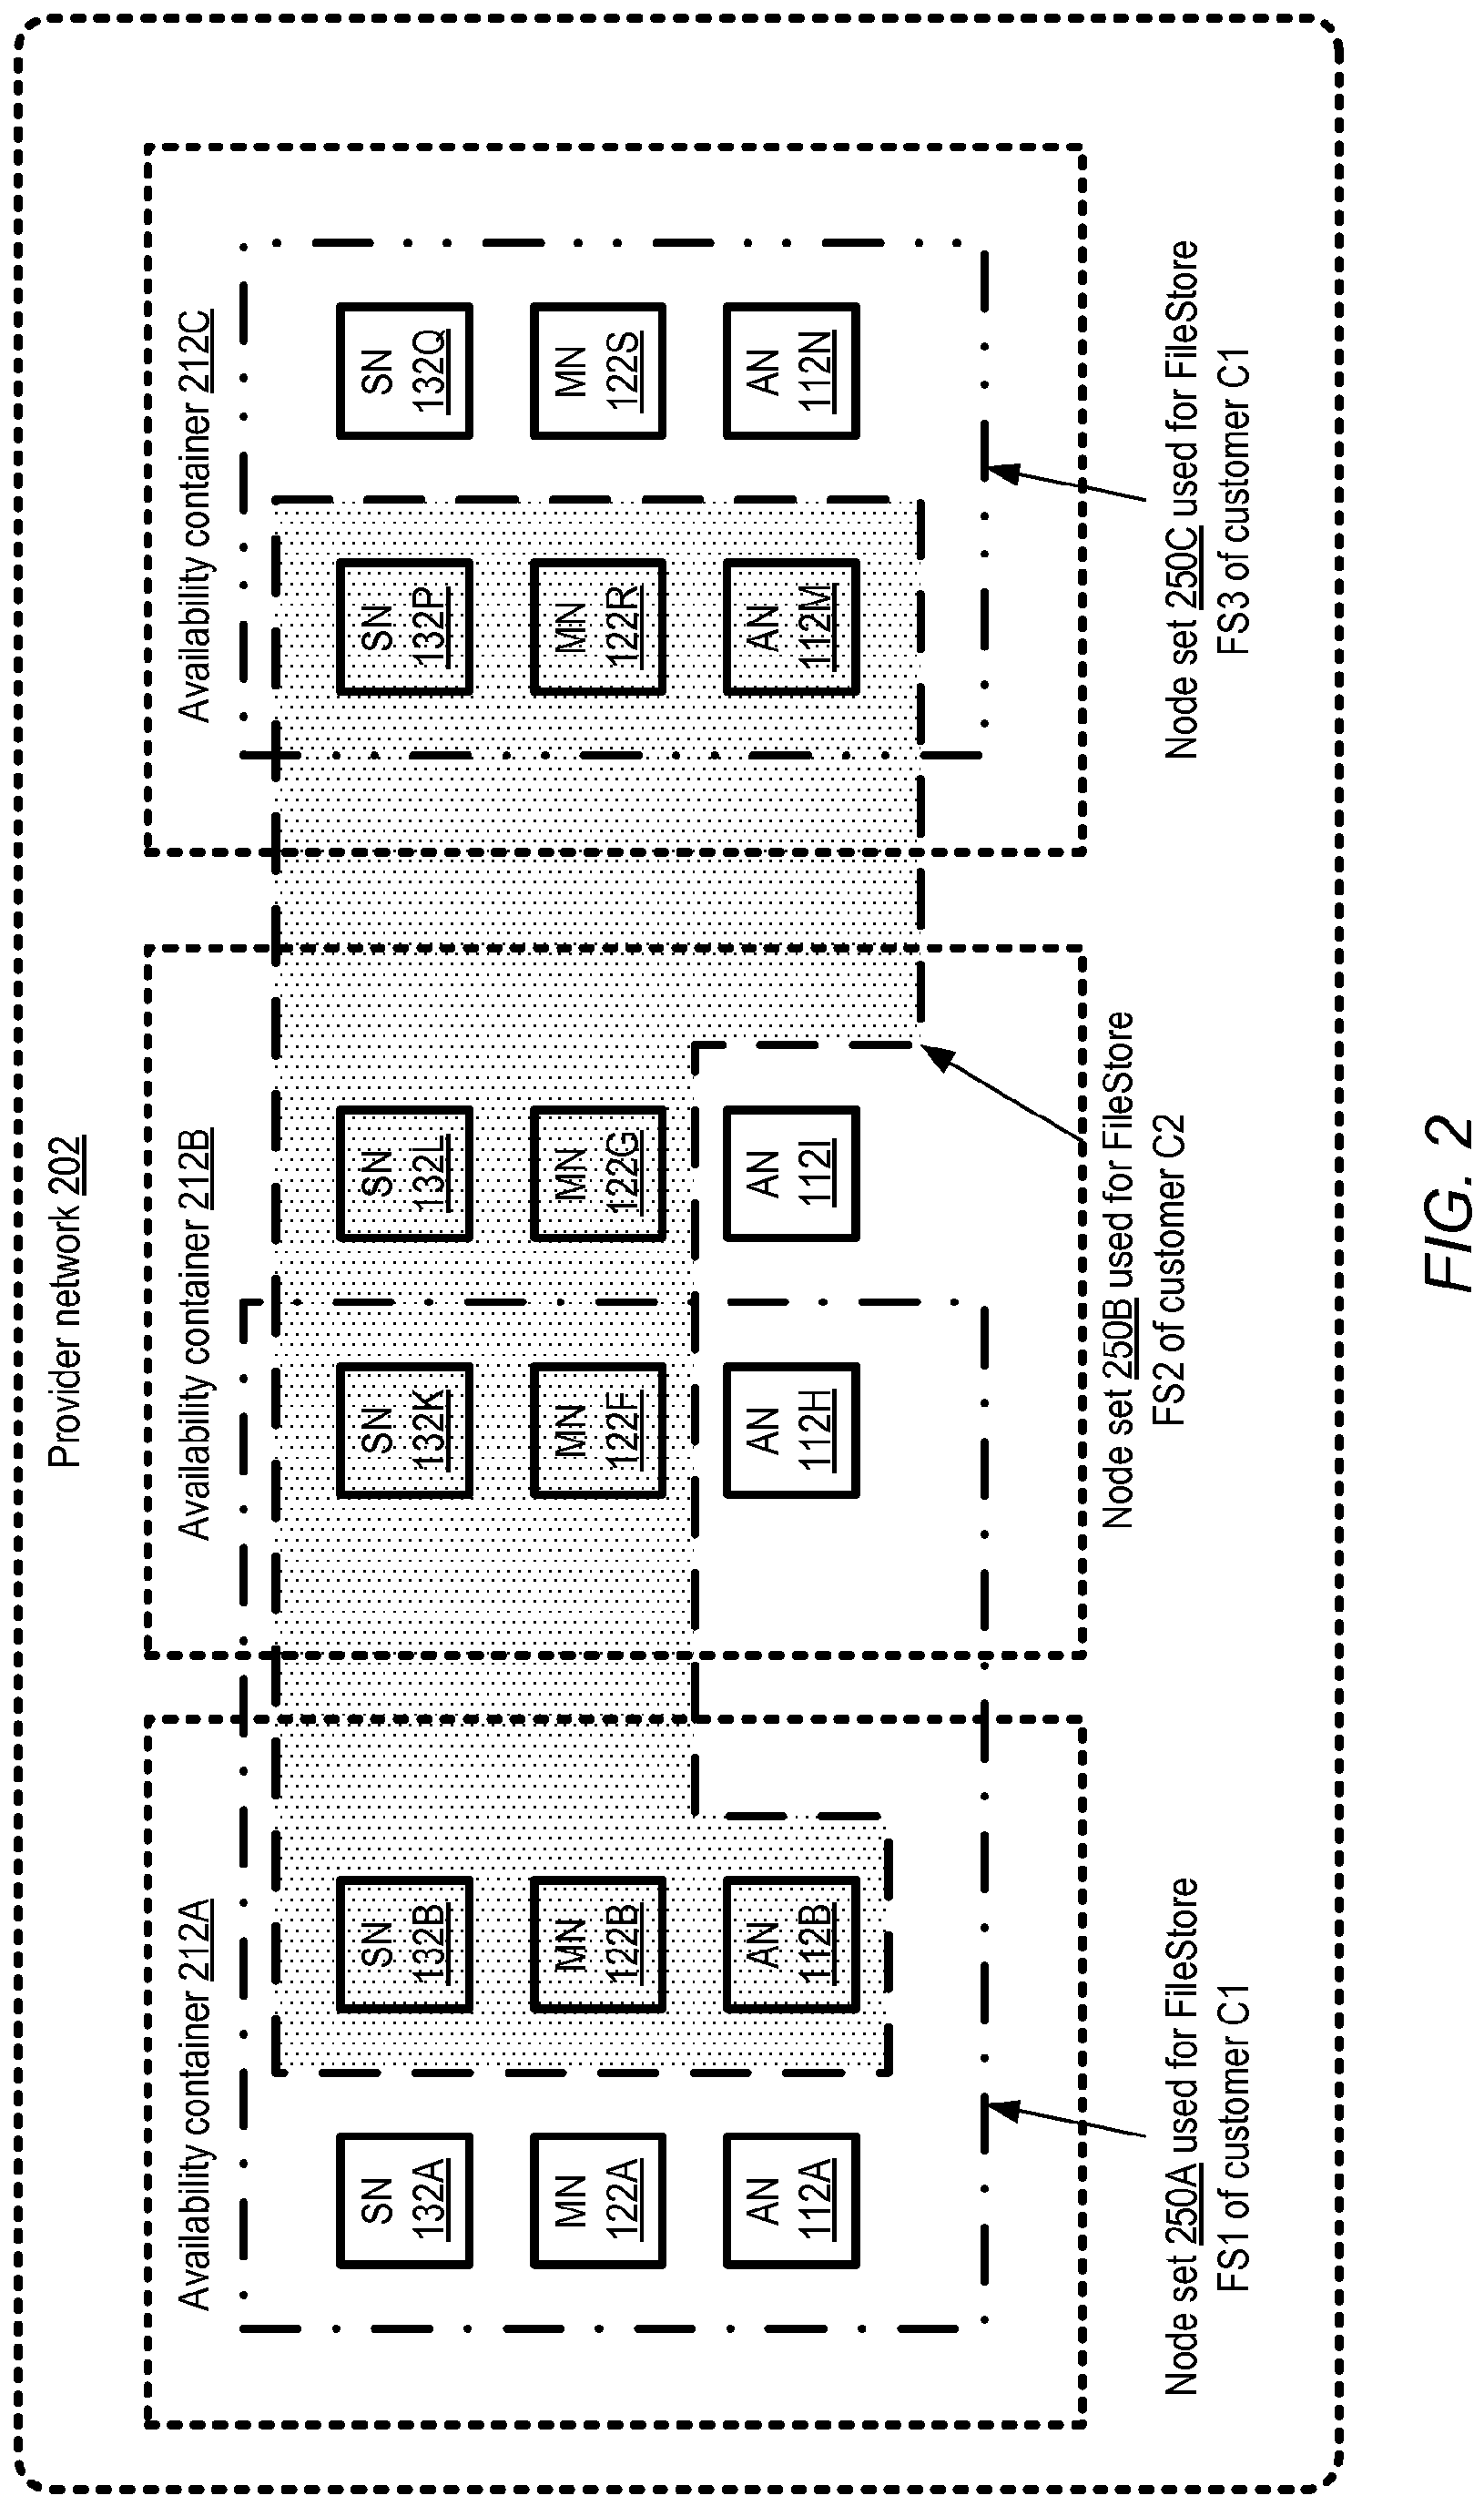 Provider network 202
Availability container 212A
Availability container 212B
Availability container 212C
SN
132A
SN
132B
SN
132K
SN
132L
SN
132P
SN
132Q
MN
122A
MN
122B
MN
122F
MN
122G
MN
122R
MN
122S
AN
112A
AN
112B
AN
112H
AN
112I
AN
112M
AN
112N
Node set 250A used for FileStore
FS1 of customer C1
Node set 250B used for FileStore
FS2 of customer C2
Node set 250C used for FileStore
FS3 of customer C1
FIG. 2